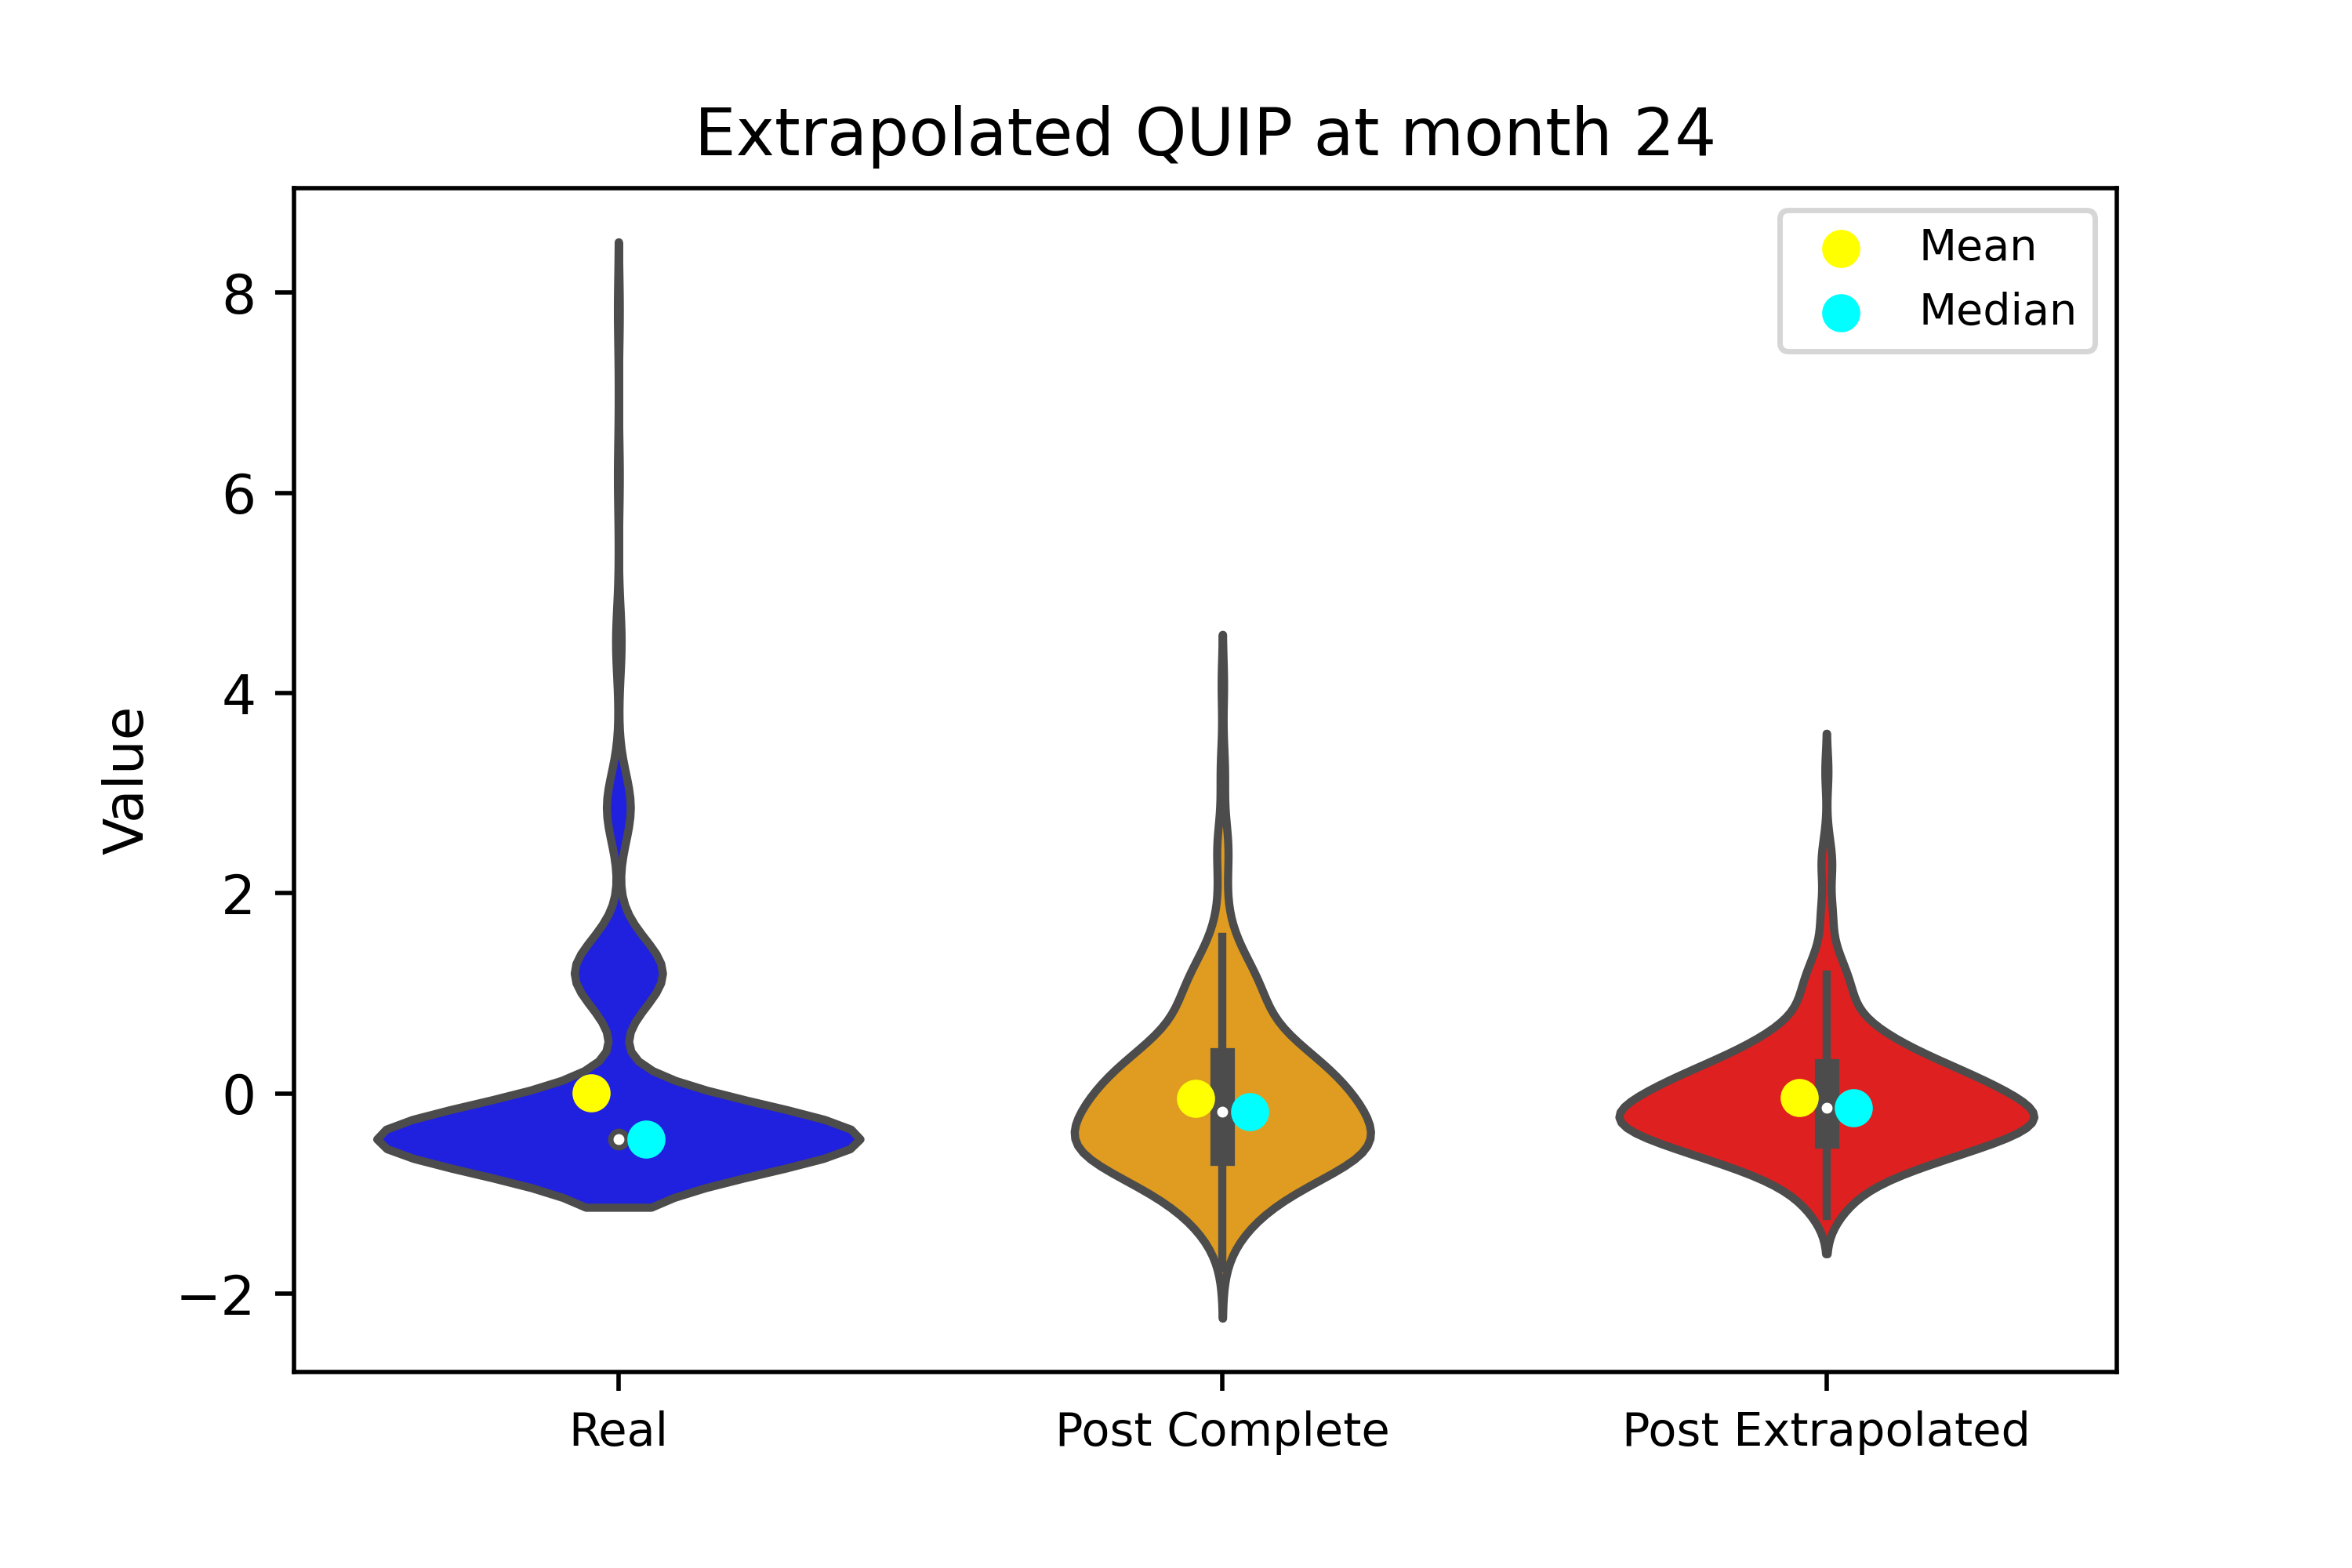 Extrapolated QUIP at month 24
Mean
Median
8
6
4
2
0
−2
Value
Real
Post Complete
Post Extrapolated